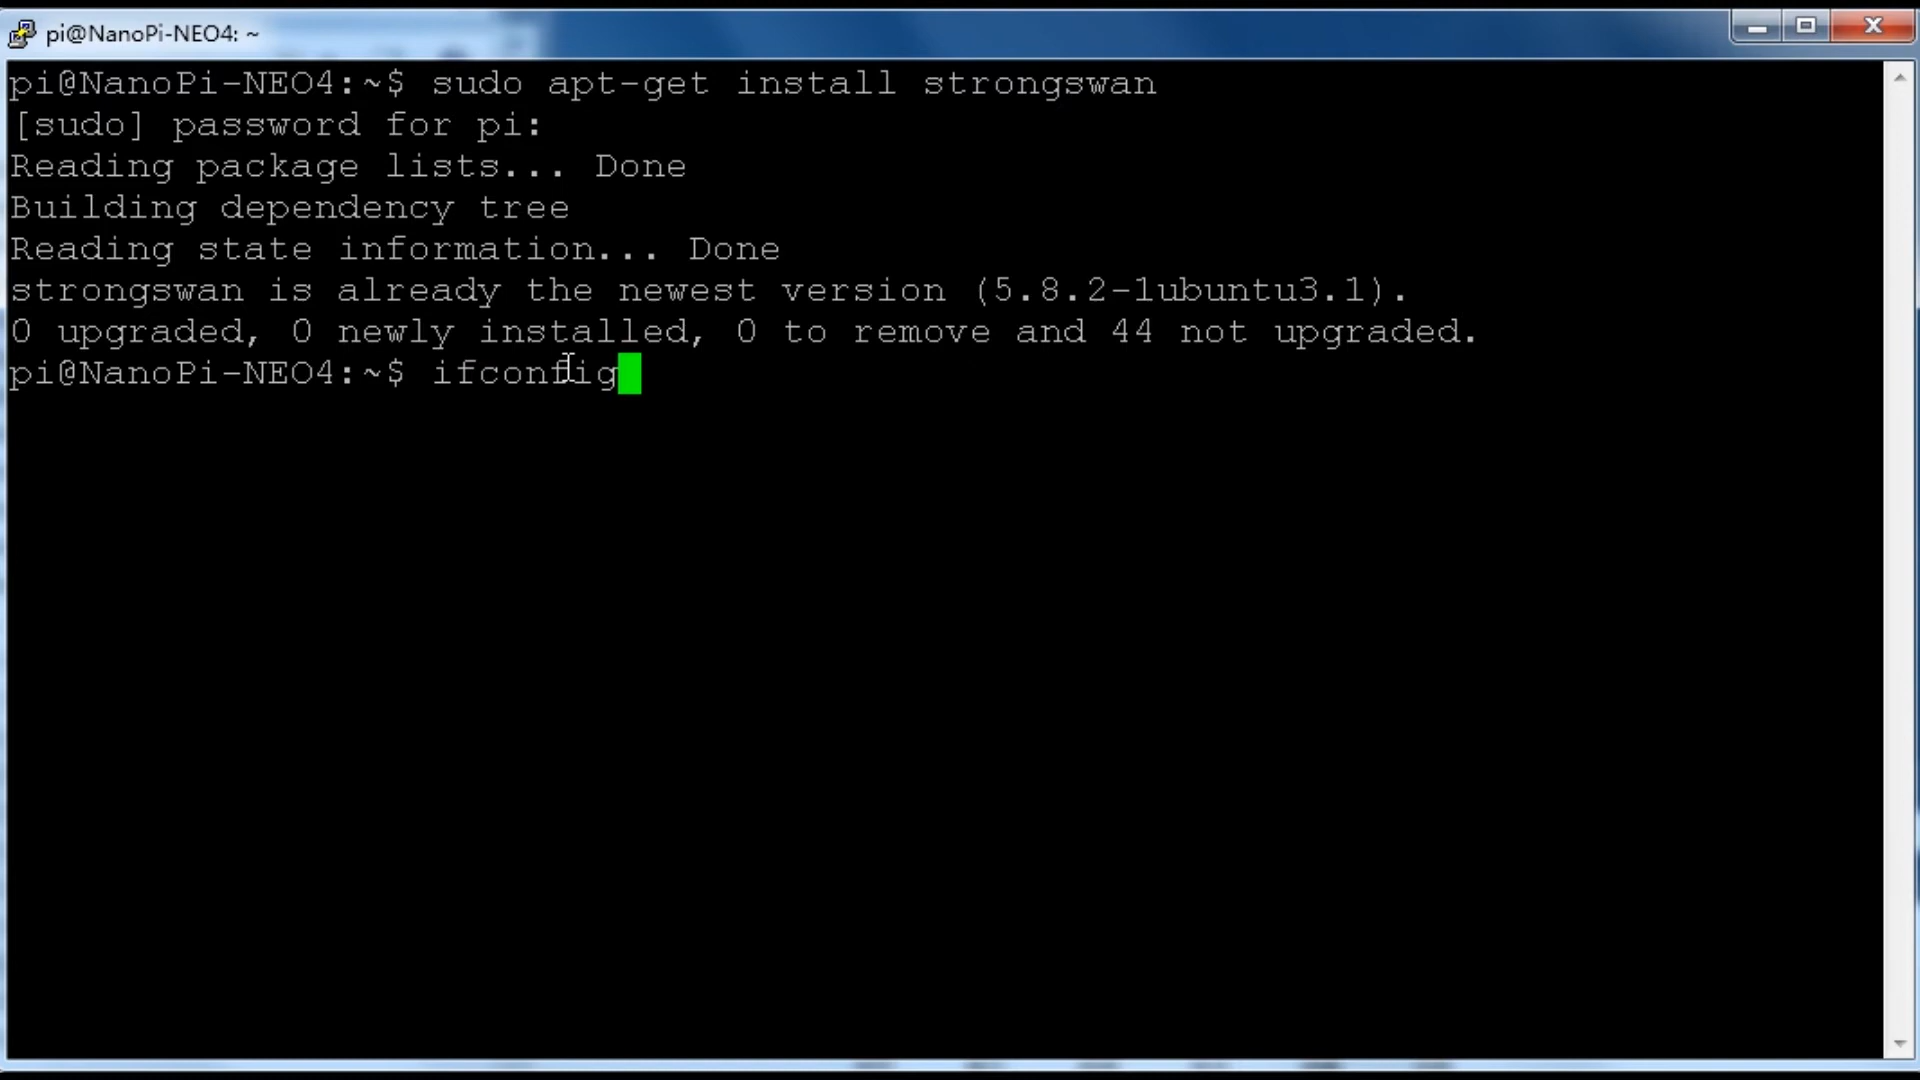 pi@NanoPi-NEO4: ~
pi@NanoPi-NEO4:~$ sudo apt-get install strongswan
[sudo] password for pi:
Reading package lists... Done
Building dependency tree
Reading state information... Done
strongswan is already the newest version (5.8.2-1ubuntu3.1).
0 upgraded, 0 newly installed, 0 to remove and 44 not upgraded.
pi@NanoPi-NEO4:~$ ifconfig